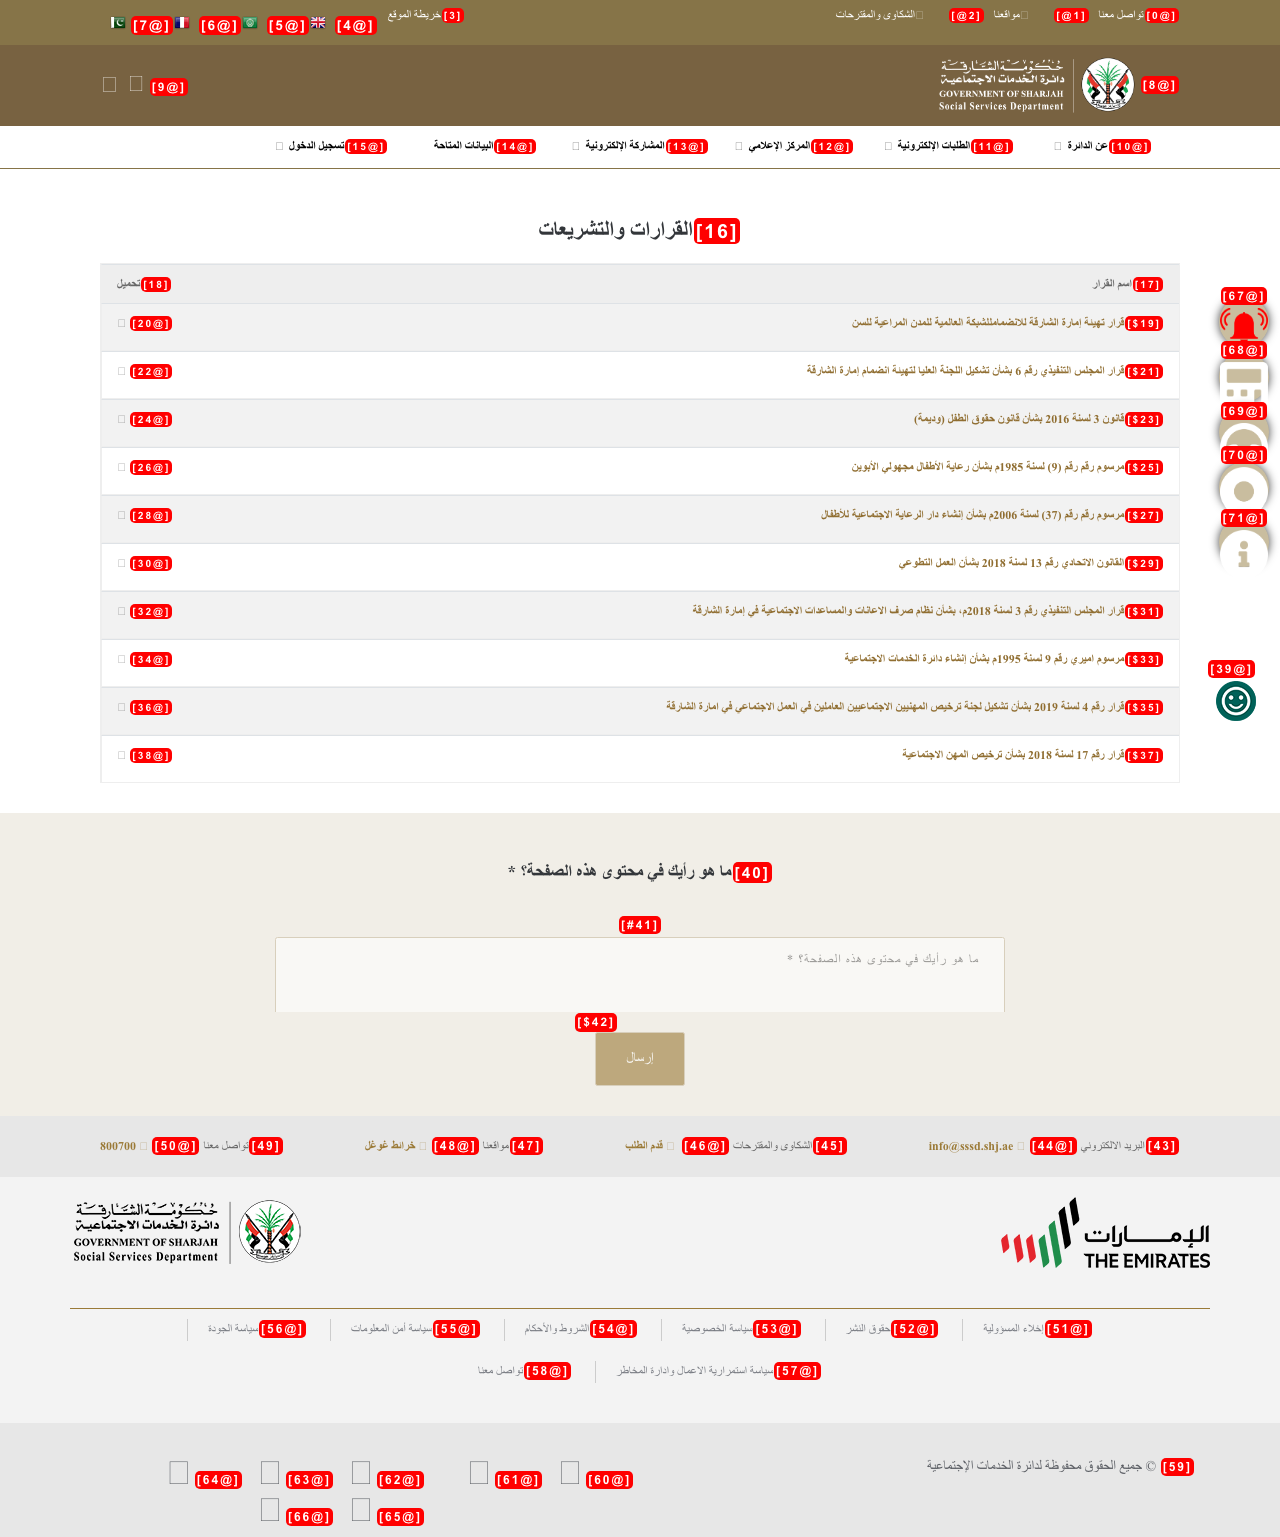 [@0] تواصل معنا
[@1] مواقعنا
[@2] الشكاوى والمقترحات
[3] خريطة الموقع
[@4]
[@5]
[@6]
[@7]
[@8]
حكومة الشارقة
دائرة الخدمات الاجتماعية
GOVERNMENT OF SHARJAH
Social Services Department
[@9]
[@10] عن الدائرة
[@11] الطلبات الإلكترونية
[@12] المركز الإعلامي
[@13] المشاركة الإلكترونية
[@14] البيانات المتاحة
[@15] تسجيل الدخول
[16] القرارات والتشريعات
[17] اسم القرار
[18] تحميل
[$19] قرار تهيئة إمارة الشارقة للانضمامللشبكة العالمية للمدن المراعية للسن
[@20]
[$21] قرار المجلس التنفيذي رقم 6 بشأن تشكيل اللجنة العليا لتهيئة انضمام إمارة الشارقة
[@22]
[$23] قانون 3 لسنة 2016 بشأن قانون حقوق الطفل (وديمة)
[@24]
[$25] مرسوم رقم رقم (9) لسنة 1985م بشأن رعاية الأطفال مجهولي الأبوين
[@26]
[$27] مرسوم رقم رقم (37) لسنة 2006م بشأن إنشاء دار الرعاية الاجتماعية للأطفال
[@28]
[$29] القانون الاتحادي رقم 13 لسنة 2018 بشأن العمل التطوعي
[@30]
[$31] قرار المجلس التنفيذي رقم 3 لسنة 2018م، بشأن نظام صرف الاعانات والمساعدات الاجتماعية في إمارة الشارقة
[@32]
[$33] مرسوم اميري رقم 9 لسنة 1995م بشأن إنشاء دائرة الخدمات الاجتماعية
[@34]
[$35] قرار رقم 4 لسنة 2019 بشأن تشكيل لجنة ترخيص المهنيين الاجتماعيين العاملين في العمل الاجتماعي في امارة الشارقة
[@36]
[$37] قرار رقم 17 لسنة 2018 بشأن ترخيص المهن الاجتماعية
[@38]
[@67]
[@68]
[@69]
[@70]
[@71]
[@39]
[40] ما هو رأيك في محتوى هذه الصفحة؟ *
[#41]
ما هو رأيك في محتوى هذه الصفحة؟ *
[$42]
إرسال
[43] البريد الالكتروني [@44] info@sssd.shj.ae
[45] الشكاوى والمقترحات [@46] قدم الطلب
[47] مواقعنا [@48] خرائط غوغل
[49] تواصل معنا [@50] 800700
الإمارات
THE EMIRATES
حكومة الشارقة
دائرة الخدمات الاجتماعية
GOVERNMENT OF SHARJAH
Social Services Department
[@51] إخلاء المسؤولية
[@52] حقوق النشر
[@53] سياسة الخصوصية
[@54] الشروط والأحكام
[@55] سياسة أمن المعلومات
[@56] سياسة الجودة
[@57] سياسة استمرارية الاعمال وادارة المخاطر
[@58] تواصل معنا
[59] © جميع الحقوق محفوظة لدائرة الخدمات الإجتماعية
[@60]
[@61]
[@62]
[@63]
[@64]
[@65]
[@66]